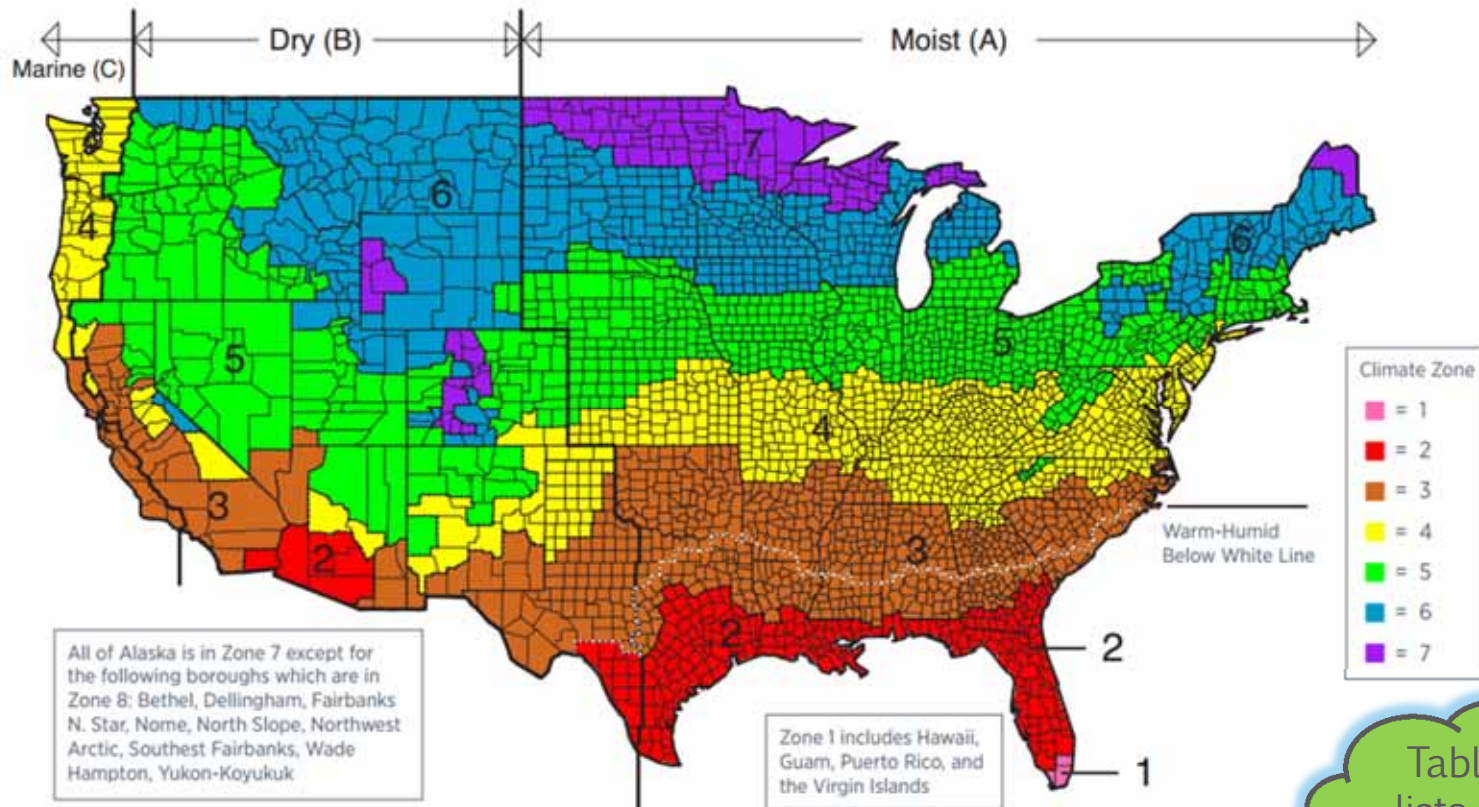 Marine (C)
Dry (B)
Moist (A)
7
6
4
6
5
5
4
3
3
2
2
Warm-Humid
Below White Line
2
1
Climate Zone
= 1
= 2
= 3
= 4
= 5
= 6
= 7
All of Alaska is in Zone 7 except for
the following boroughs which are in
Zone 8: Bethel, Dellingham, Fairbanks
N. Star, Nome, North Slope, Northwest
Arctic, Southest Fairbanks, Wade
Hampton, Yukon-Koyukuk
Zone 1 includes Hawaii,
Guam, Puerto Rico, and
the Virgin Islands